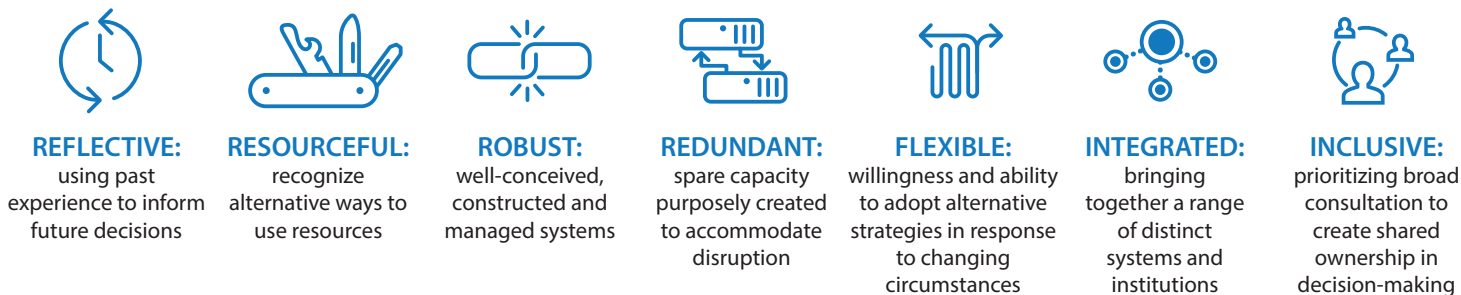 REFLECTIVE:
using past
experience to inform
future decisions
RESOURCEFUL:
recognize
alternative ways to
use resources
ROBUST:
well-conceived,
constructed and
managed systems
REDUNDANT:
spare capacity
purposely created
to accommodate
disruption
FLEXIBLE:
willingness and ability
to adopt alternative
strategies in response
to changing
circumstances
INTEGRATED:
bringing
together a range
of distinct
systems and
institutions
INCLUSIVE:
prioritizing broad
consultation to
create shared
ownership in
decision-making